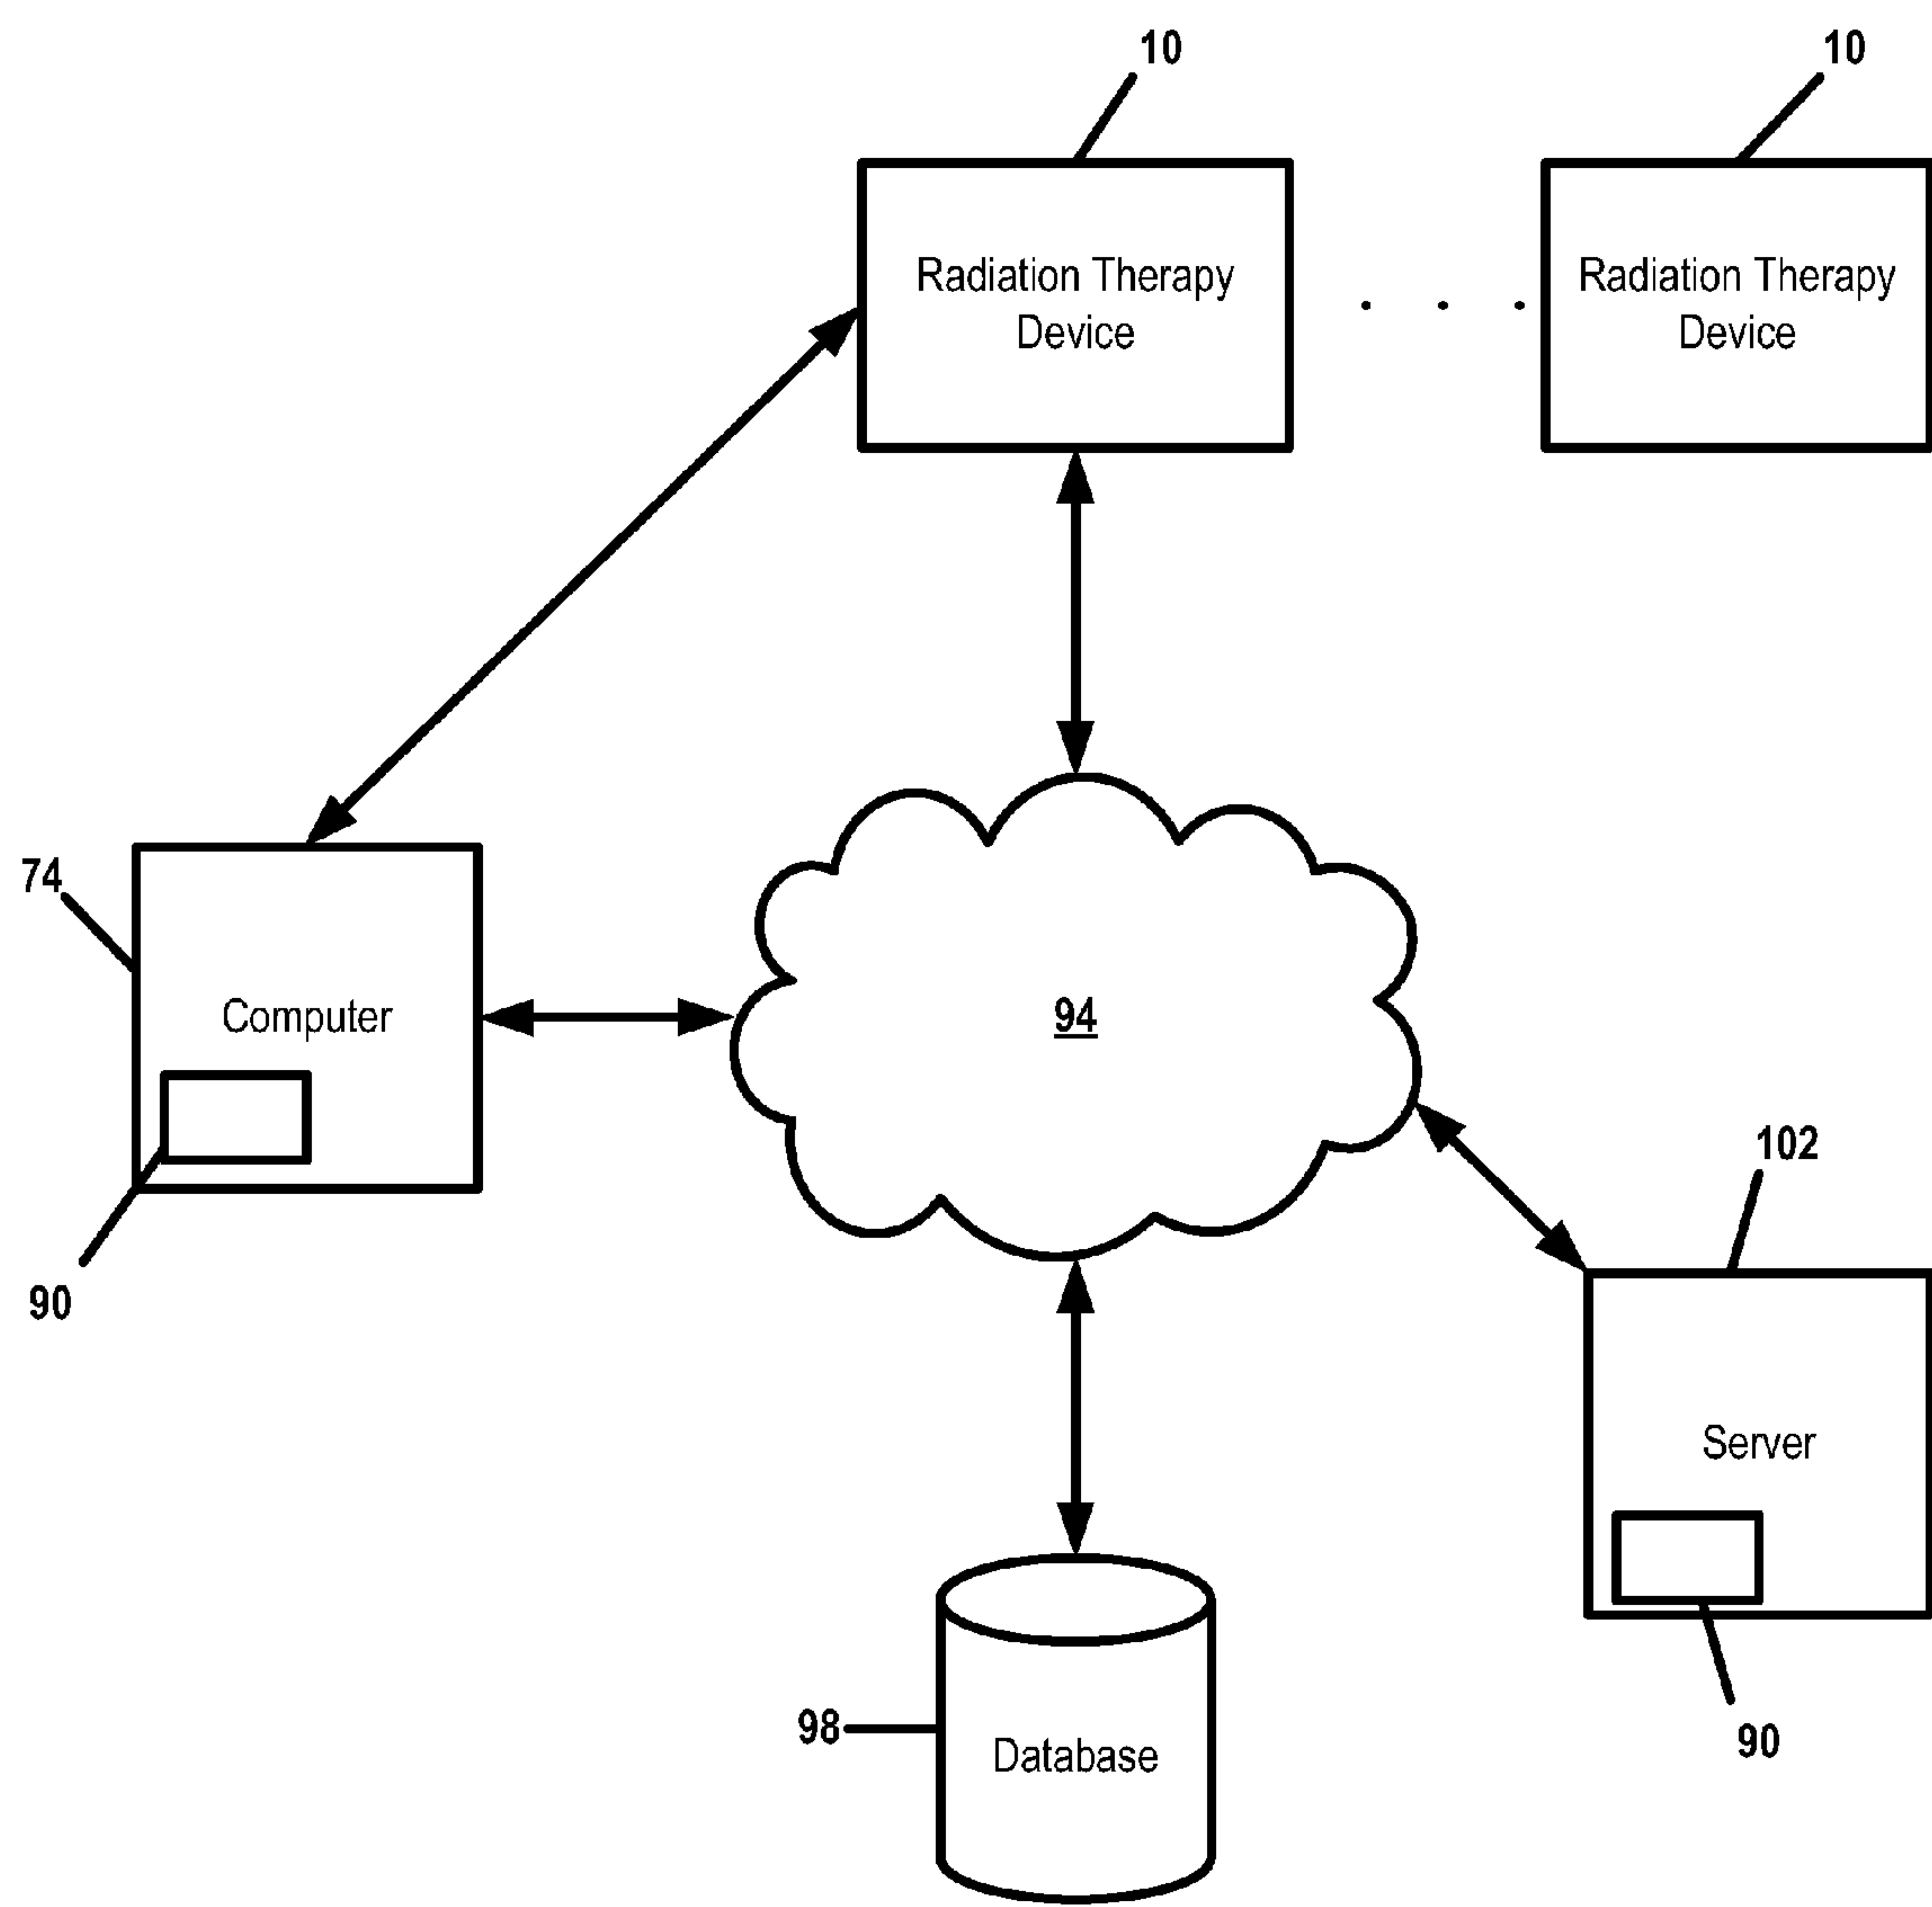 10
10
Radiation Therapy
Device
Radiation Therapy
Device
74
Computer
94
102
90
Server
98
Database
90